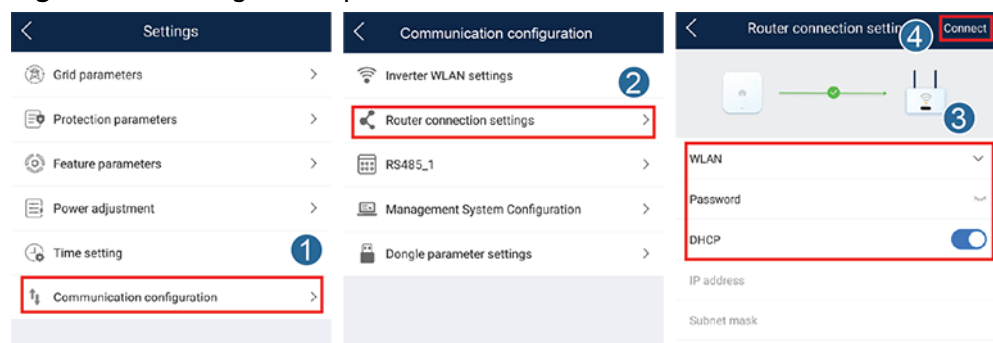 Settings
Grid parameters
Protection parameters
Feature parameters
Power adjustment
Time setting
1
Communication configuration
Communication configuration
Inverter WLAN settings
2
Router connection settings
RS485_1
Management System Configuration
Dongle parameter settings
Router connection settin
4
Connect
3
WLAN
Password
DHCP
IP address
Subnet mask